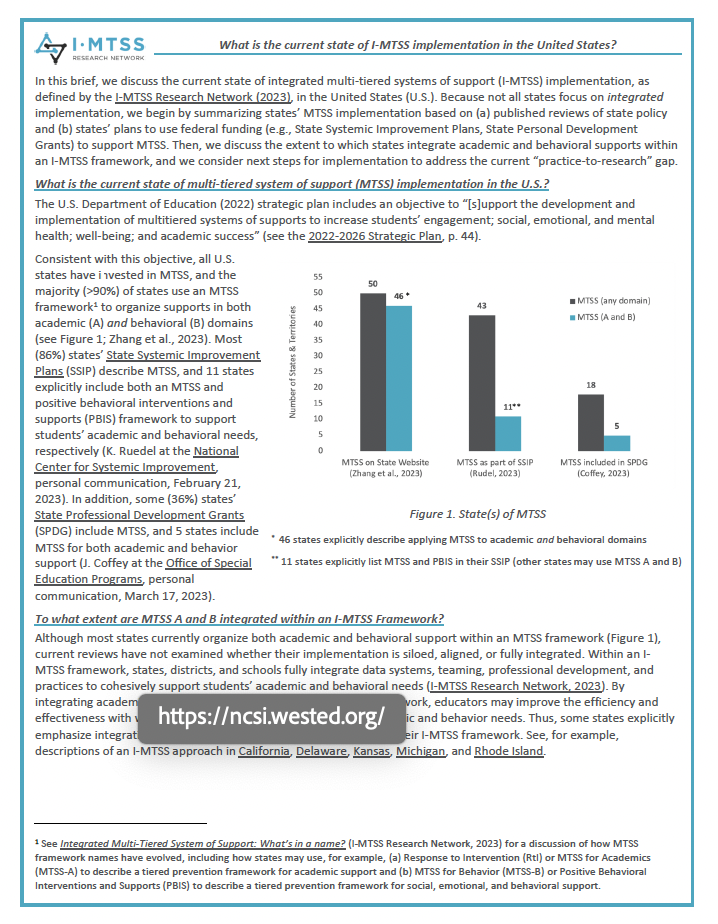 I-MTSS
RESEARCH NETWORK
What is the current state of I-MTSS implementation in the United States?
In this brief, we discuss the current state of integrated multi-tiered systems of support (I-MTSS) implementation, as
defined by the I-MTSS Research Network (2023), in the United States (U.S.). Because not all states focus on integrated
implementation, we begin by summarizing states' MTSS implementation based on (a) published reviews of state policy
and (b) states' plans to use federal funding (e.g., State Systemic Improvement Plans, State Personal Development
Grants) to support MTSS. Then, we discuss the extent to which states integrate academic and behavioral supports within
an I-MTSS framework, and we consider next steps for implementation to address the current "practice-to-research" gap.
What is the current state of multi-tiered system of support (MTSS) implementation in the U.S.?
The U.S. Department of Education (2022) strategic plan includes an objective to "[s]upport the development and
implementation of multitiered systems of supports to increase students' engagement; social, emotional, and mental
health; well-being; and academic success" (see the 2022-2026 Strategic Plan, p. 44).
Consistent with this objective, all U.S.
states have invested in MTSS, and the
majority (>90%) of states use an MTSS
framework¹ to organize supports in both
academic (A) and behavioral (B) domains
(see Figure 1; Zhang et al., 2023). Most
(86%) states' State Systemic Improvement
Plans (SSIP) describe MTSS, and 11 states
explicitly include both an MTSS and
positive behavioral interventions and
supports (PBIS) framework to support
students' academic and behavioral needs,
respectively (K. Ruedel at the National
Center for Systemic Improvement,
personal communication, February 21,
2023). In addition, some (36%) states'
State Professional Development Grants
(SPDG) include MTSS, and 5 states include
MTSS for both academic and behavior
support (J. Coffey at the Office of Special
Education Programs, personal
communication, March 17, 2023).
Number of States & Territories
55
50
45
40
35
30
25
20
15
10
5
0
50
46 *
43
11**
18
5
MTSS (any domain)
MTSS (A and B)
MTSS on State Website
(Zhang et al., 2023)
MTSS as part of SSIP
(Rudel, 2023)
MTSS included in SPDG
(Coffey, 2023)
Figure 1. State(s) of MTSS
* 46 states explicitly describe applying MTSS to academic and behavioral domains
** 11 states explicitly list MTSS and PBIS in their SSIP (other states may use MTSS A and B)
To what extent are MTSS A and B integrated within an I-MTSS Framework?
Although most states currently organize both academic and behavioral support within an MTSS framework (Figure 1),
current reviews have not examined whether their implementation is siloed, aligned, or fully integrated. Within an I-
MTSS framework, states, districts, and schools fully integrate data systems, teaming, professional development, and
practices to cohesively support students' academic and behavioral needs (I-MTSS Research Network, 2023). By
integrating academ work, educators may improve the efficiency and
effectiveness with ic and behavior needs. Thus, some states explicitly
emphasize integrat eir I-MTSS framework. See, for example,
https://ncsi.wested.org/
descriptions of an I-MTSS approach in California, Delaware, Kansas, Michigan, and Rhode Island.
¹ See Integrated Multi-Tiered System of Support: What's in a name? (I-MTSS Research Network, 2023) for a discussion of how MTSS
framework names have evolved, including how states may use, for example, (a) Response to Intervention (RtI) or MTSS for Academics
(MTSS-A) to describe a tiered prevention framework for academic support and (b) MTSS for Behavior (MTSS-B) or Positive Behavioral
Interventions and Supports (PBIS) to describe a tiered prevention framework for social, emotional, and behavioral support.